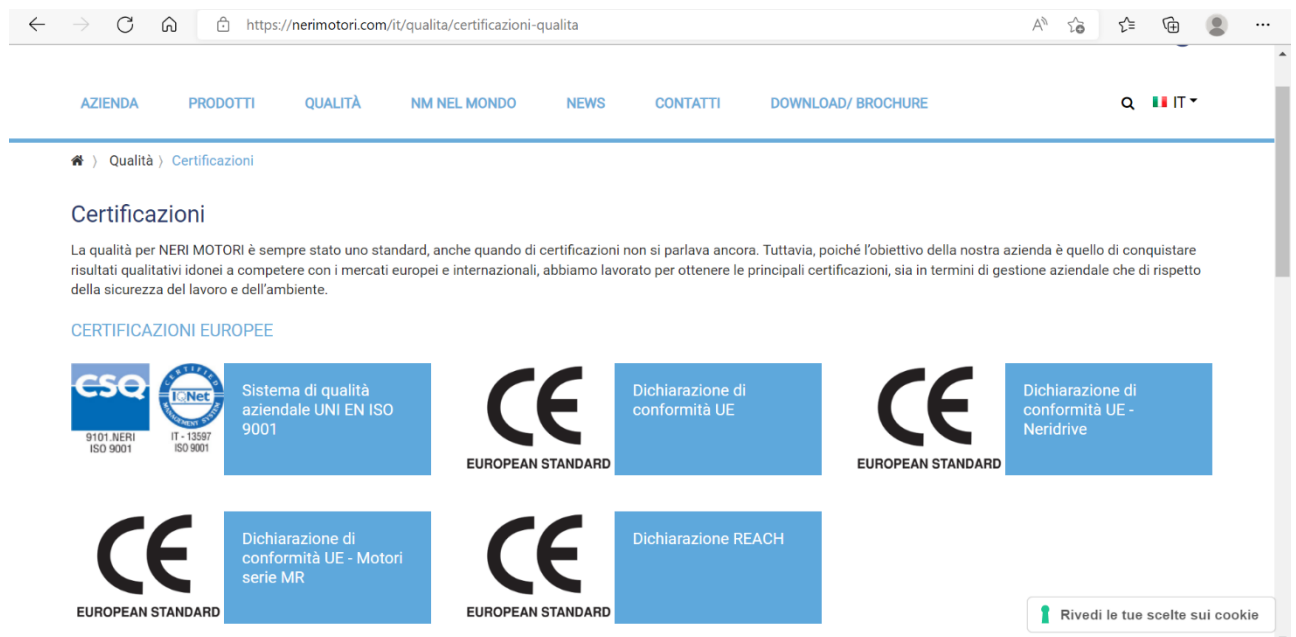 https://nerimotori.com/it/qualita/certificazioni-qualita
AZIENDA PRODOTTI QUALITÀ NM NEL MONDO NEWS CONTATTI DOWNLOAD/ BROCHURE IT
Qualità ⟩ Certificazioni
Certificazioni
La qualità per NERI MOTORI è sempre stato uno standard, anche quando di certificazioni non si parlava ancora. Tuttavia, poiché l'obiettivo della nostra azienda è quello di conquistare
risultati qualitativi idonei a competere con i mercati europei e internazionali, abbiamo lavorato per ottenere le principali certificazioni, sia in termini di gestione aziendale che di rispetto
della sicurezza del lavoro e dell'ambiente.
CERTIFICAZIONI EUROPEE
CSQ
9101.NERI
ISO 9001
CERTIFIED
IQNet
MANAGEMENT SYSTEM
IT - 13597
ISO 9001
Sistema di qualità
aziendale UNI EN ISO
9001
CE
EUROPEAN STANDARD
Dichiarazione di
conformità UE
CE
EUROPEAN STANDARD
Dichiarazione di
conformità UE -
Neridrive
CE
EUROPEAN STANDARD
Dichiarazione di
conformità UE - Motori
serie MR
CE
EUROPEAN STANDARD
Dichiarazione REACH
Rivedi le tue scelte sui cookie